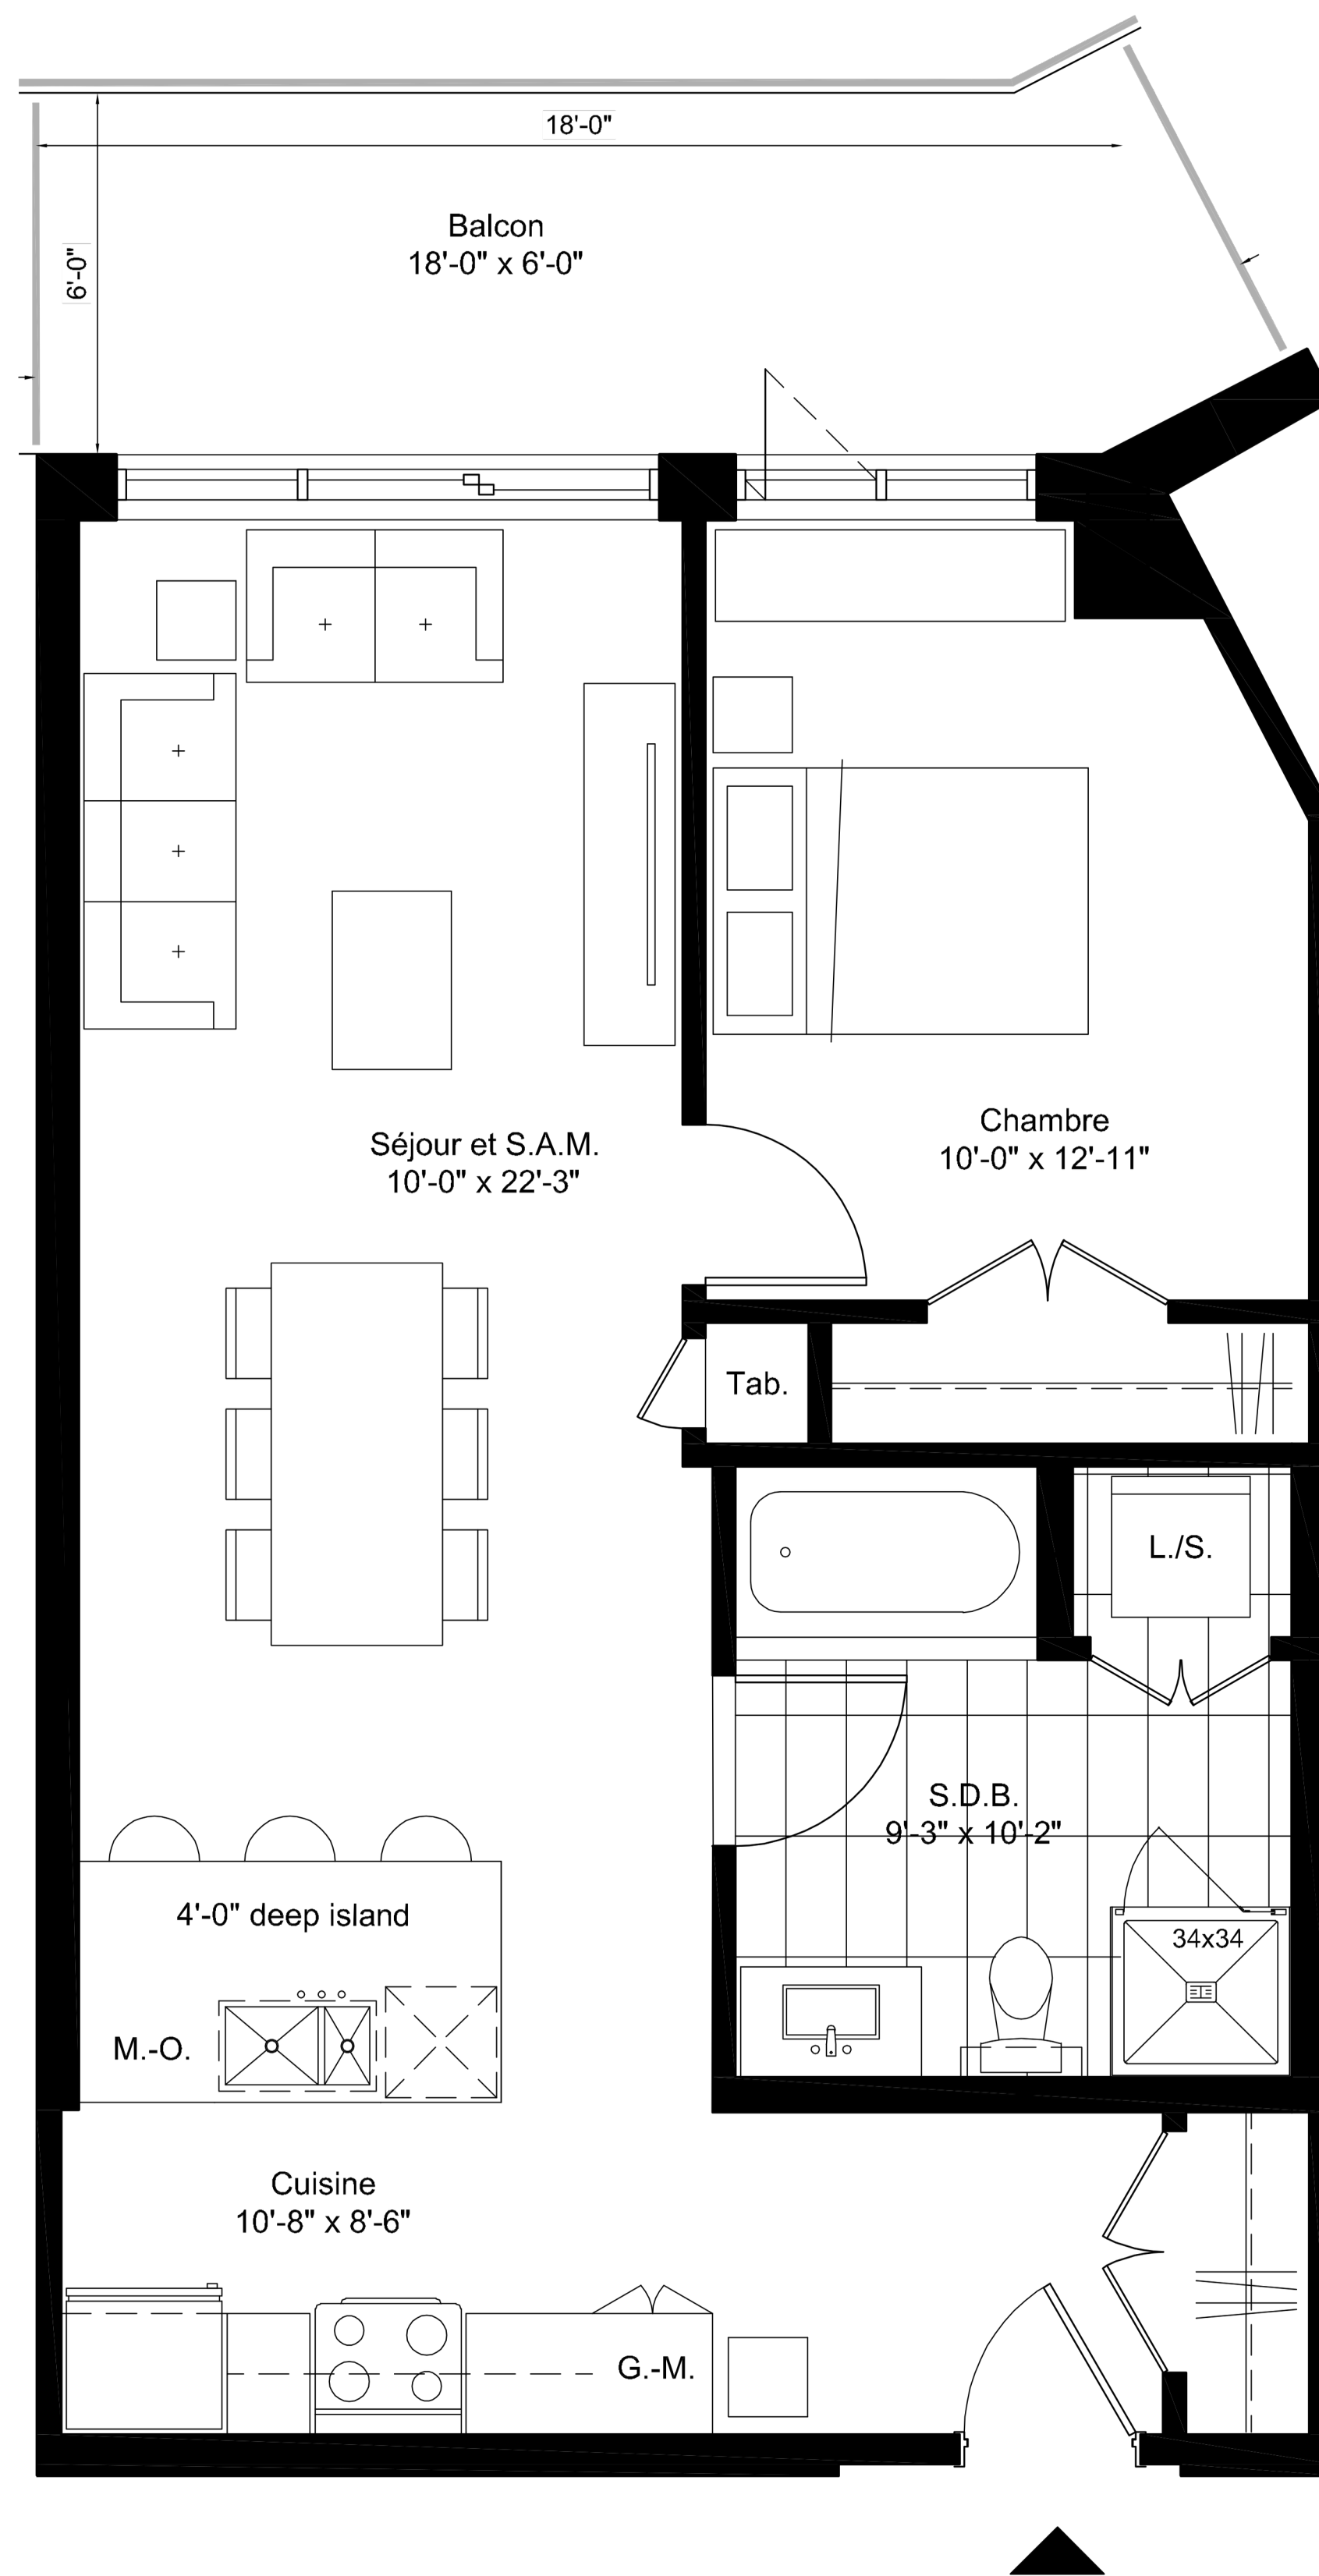 18'-0"
Balcon
18'-0" x 6'-0"
6'-0"
Séjour et S.A.M.
10'-0" x 22'-3"
Chambre
10'-0" x 12'-11"
Tab.
L./S.
S.D.B.
9'-3" x 10'-2"
4'-0" deep island
34x34
M.-O.
Cuisine
10'-8" x 8'-6"
G.-M.